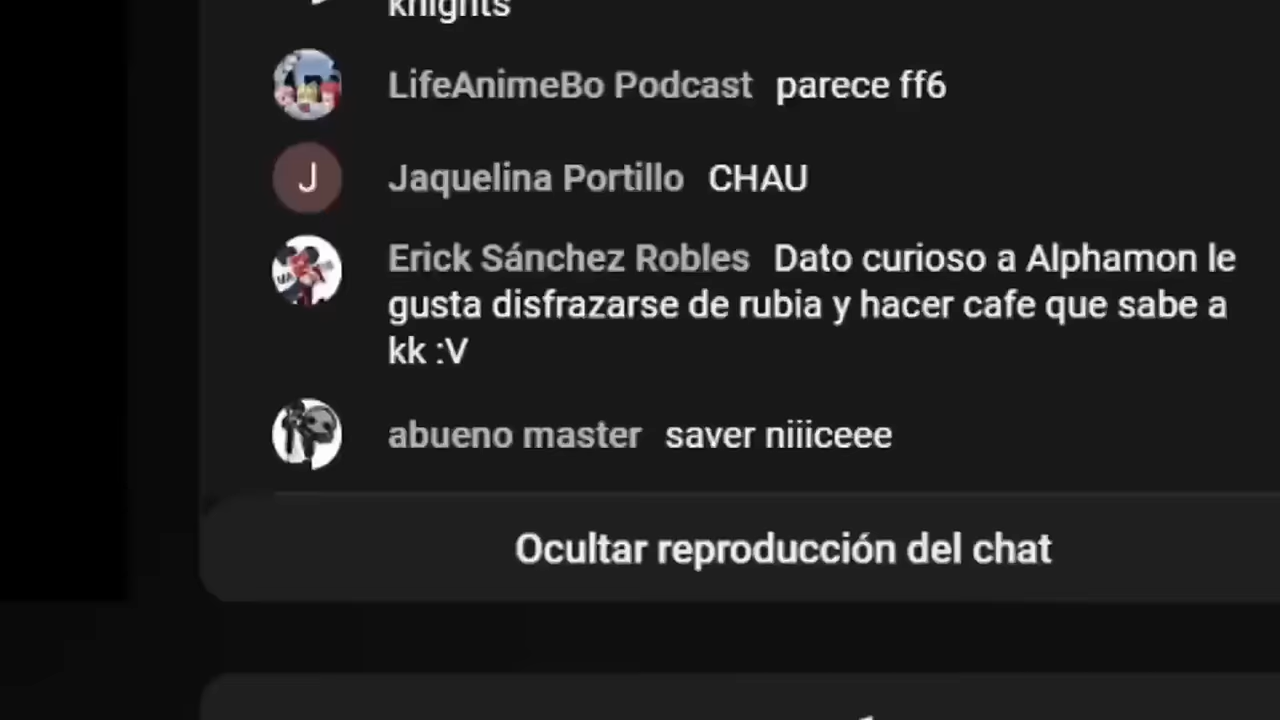 knights
LifeAnimeBo Podcast parece ff6
J Jaquelina Portillo CHAU
Erick Sánchez Robles Dato curioso a Alphamon le
gusta disfrazarse de rubia y hacer cafe que sabe a
kk :V
abueno master saver niiiceee
Ocultar reproducción del chat